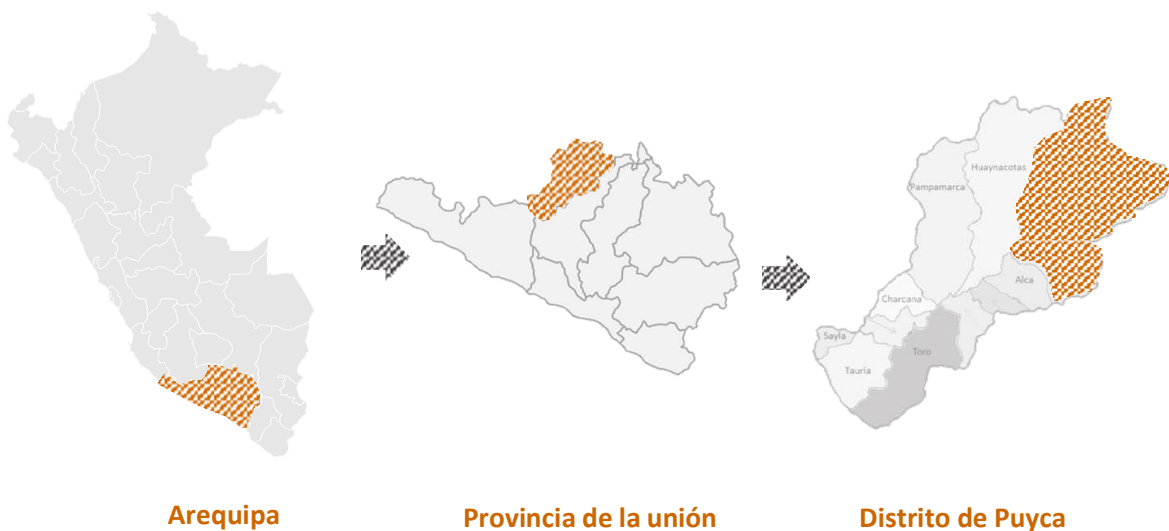 Huaynacotas
Pampamarca
Alca
Charcana
Sayla
Toro
Tauria
Arequipa
Provincia de la unión
Distrito de Puyca